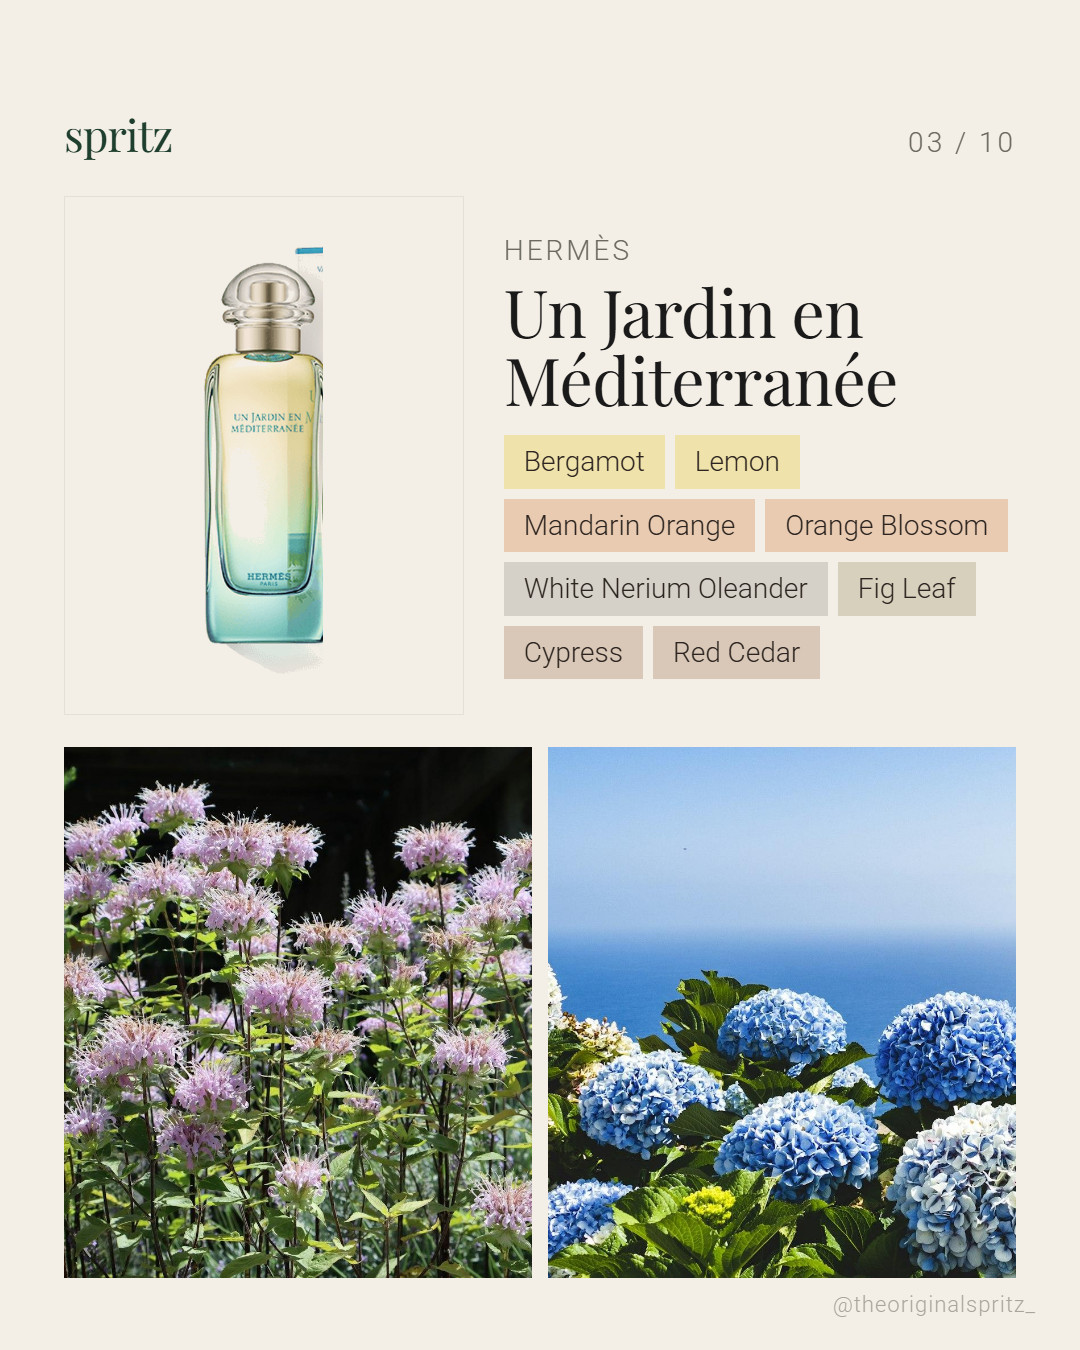 spritz
03 / 10
HERMÈS
Un Jardin en
Méditerranée
Bergamot
Lemon
Mandarin Orange
Orange Blossom
White Nerium Oleander
Fig Leaf
Cypress
Red Cedar
UN JARDIN EN
MÉDITERRANÉE
HERMÈS
PARIS
@theoriginalspritz_